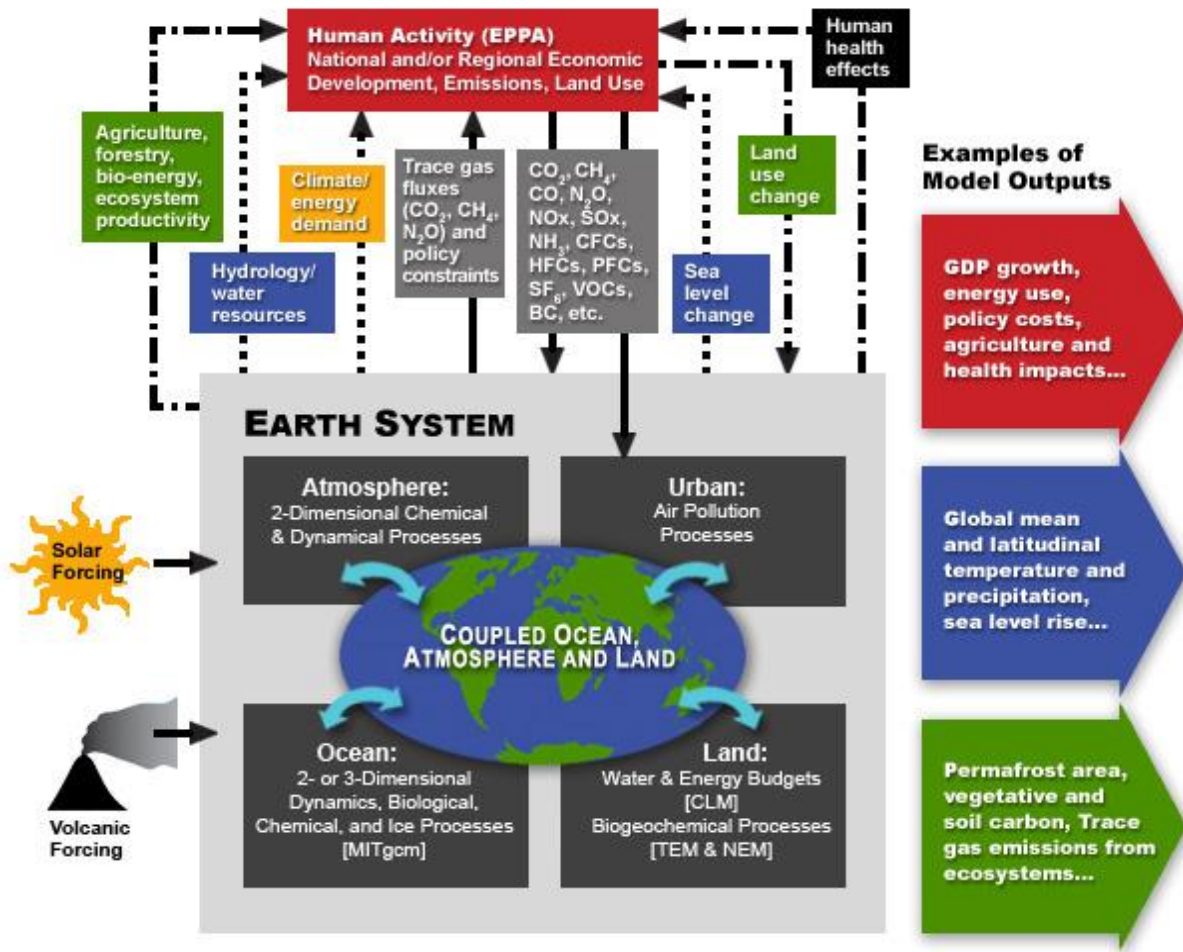 Human Activity (EPPA)
National and/or Regional Economic
Development, Emissions, Land Use
Human
health
effects
Agriculture,
forestry,
bio-energy,
ecosystem
productivity
Hydrology/
water
resources
Climate/
energy
demand
Trace gas
fluxes
(CO₂, CH₄,
N₂O) and
policy
constraints
CO₂, CH₄,
CO, N₂O,
NOx, SOx,
NH₃, CFCs,
HFCs, PFCs,
SF₆, VOCs,
BC, etc.
Sea
level
change
Land
use
change
EARTH SYSTEM
Atmosphere:
2-Dimensional Chemical
& Dynamical Processes
Urban:
Air Pollution
Processes
COUPLED OCEAN,
ATMOSPHERE AND LAND
Ocean:
2- or 3-Dimensional
Dynamics, Biological,
Chemical, and Ice Processes
[MITgcm]
Land:
Water & Energy Budgets
[CLM]
Biogeochemical Processes
[TEM & NEM]
Solar
Forcing
Volcanic
Forcing
Examples of
Model Outputs
GDP growth,
energy use,
policy costs,
agriculture and
health impacts...
Global mean
and latitudinal
temperature and
precipitation,
sea level rise...
Permafrost area,
vegetative and
soil carbon, Trace
gas emissions from
ecosystems...